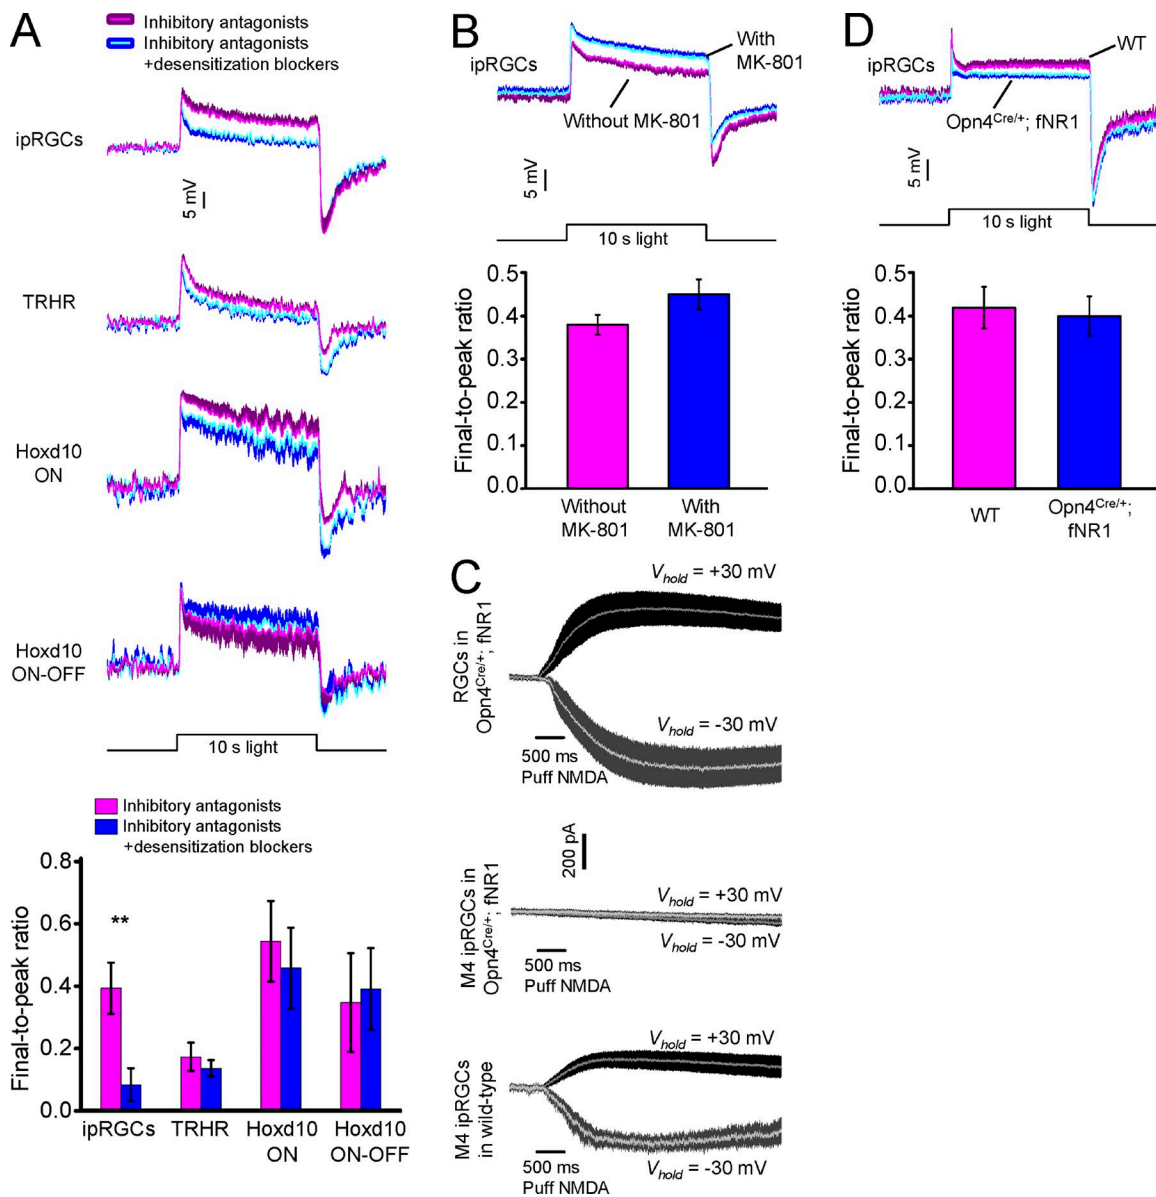 A
Inhibitory antagonists
Inhibitory antagonists
+desensitization blockers
ipRGCs
5 mV
TRHR
Hoxd10
ON
Hoxd10
ON-OFF
10 s light
Inhibitory antagonists
Inhibitory antagonists
+desensitization blockers
Final-to-peak ratio
0.8
0.6
0.4
0.2
0.0
**
ipRGCs
TRHR
Hoxd10
ON
Hoxd10
ON-OFF
B
ipRGCs
With
MK-801
Without MK-801
5 mV
10 s light
Final-to-peak ratio
0.5
0.4
0.3
0.2
0.1
0.0
Without
MK-801
With
MK-801
C
RGCs in
Opn4Cre/+; fNR1
Vhold = +30 mV
Vhold = -30 mV
500 ms
Puff NMDA
200 pA
M4 ipRGCs in
Opn4Cre/+; fNR1
Vhold = +30 mV
Vhold = -30 mV
500 ms
Puff NMDA
M4 ipRGCs
in wild-type
Vhold = +30 mV
Vhold = -30 mV
500 ms
Puff NMDA
D
ipRGCs
WT
Opn4Cre/+; fNR1
5 mV
10 s light
Final-to-peak ratio
0.5
0.4
0.3
0.2
0.1
0.0
WT
Opn4Cre/+;
fNR1